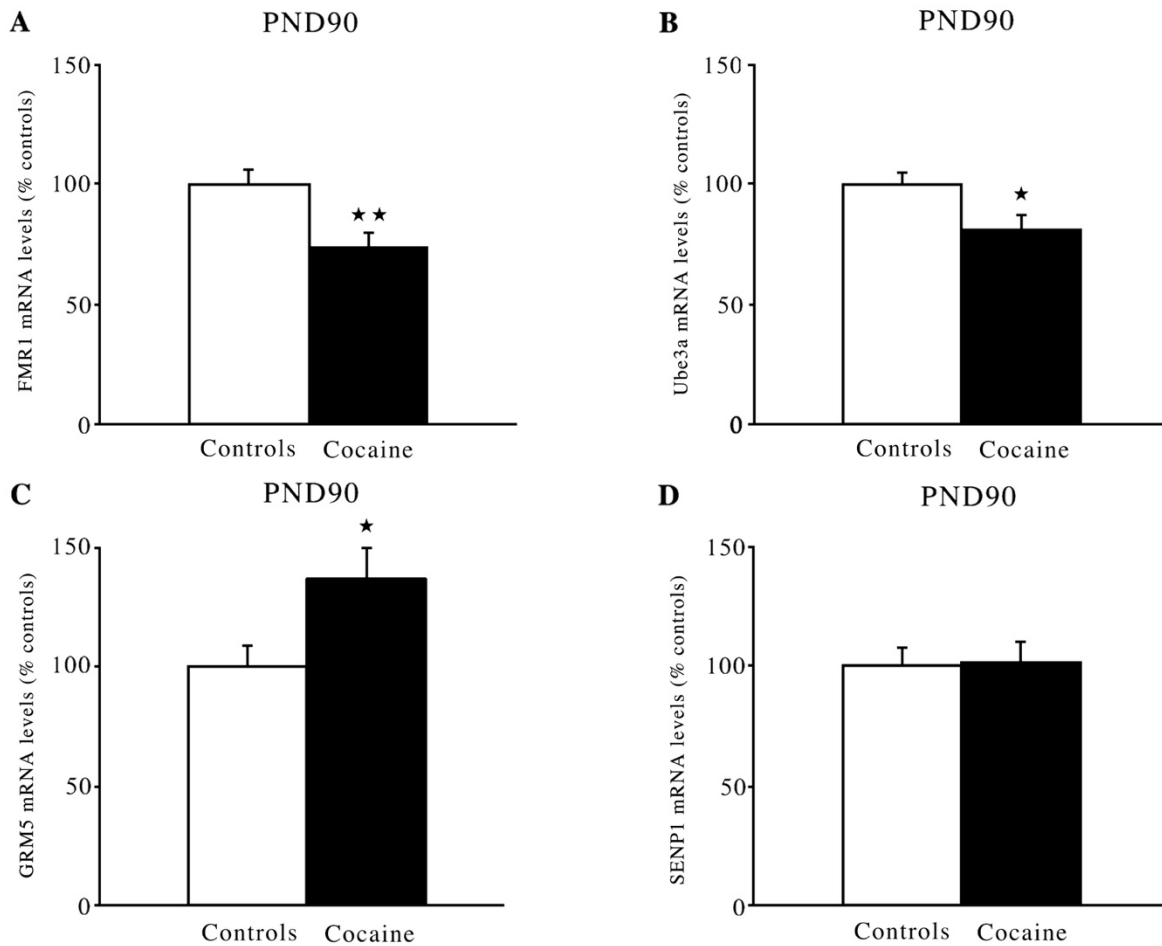 A
PND90
FMR1 mRNA levels (% controls)
150
100
50
0
★★
Controls Cocaine
B
PND90
Ube3a mRNA levels (% controls)
150
100
50
0
★
Controls Cocaine
C
PND90
GRM5 mRNA levels (% controls)
150
100
50
0
★
Controls Cocaine
D
PND90
SENP1 mRNA levels (% controls)
150
100
50
0
Controls Cocaine